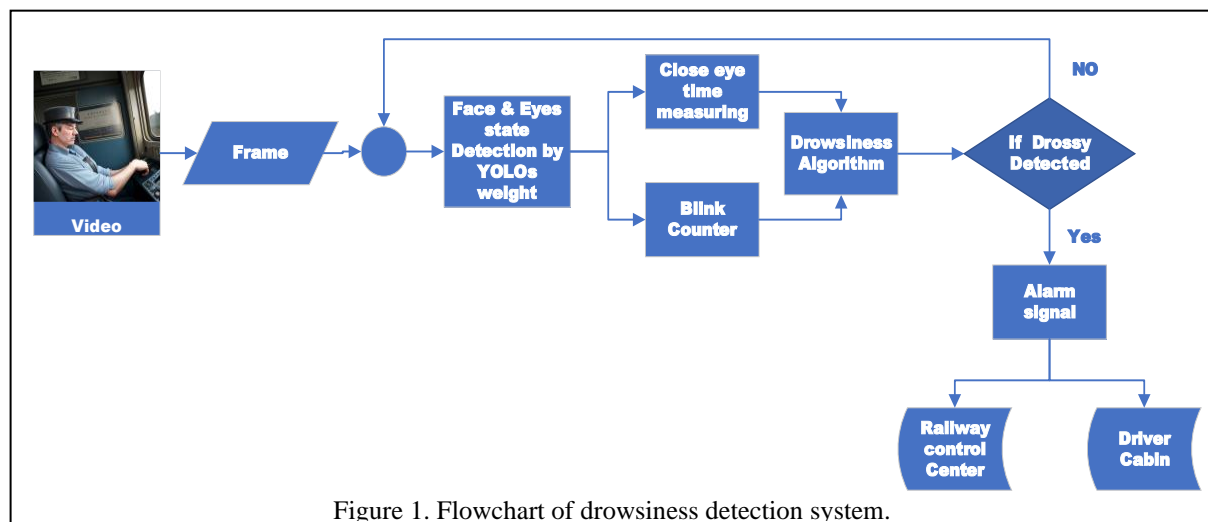 Video
Frame
Face & Eyes
state
Detection by
YOLOs
weight
Close eye
time
measuring
Blink
Counter
Drowsiness
Algorithm
If Drossy
Detected
NO
Yes
Alarm
signal
Railway
control
Center
Driver
Cabin
Figure 1. Flowchart of drowsiness detection system.